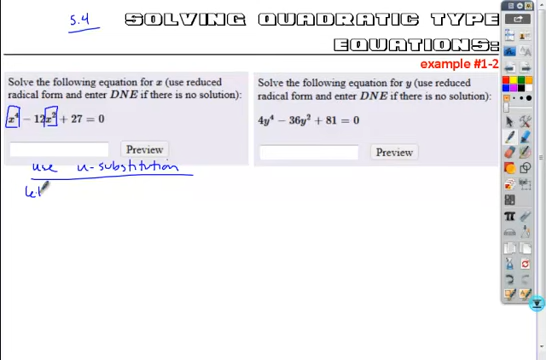 5.4
SOLVING QUADRATIC TYPE
EQUATIONS:
example #1-2
Solve the following equation for x (use reduced
radical form and enter DNE if there is no solution):
x⁴ − 12x² + 27 = 0
Preview
Solve the following equation for y (use reduced
radical form and enter DNE if there is no solution):
4y⁴ − 36y² + 81 = 0
Preview
use u-substitution
let